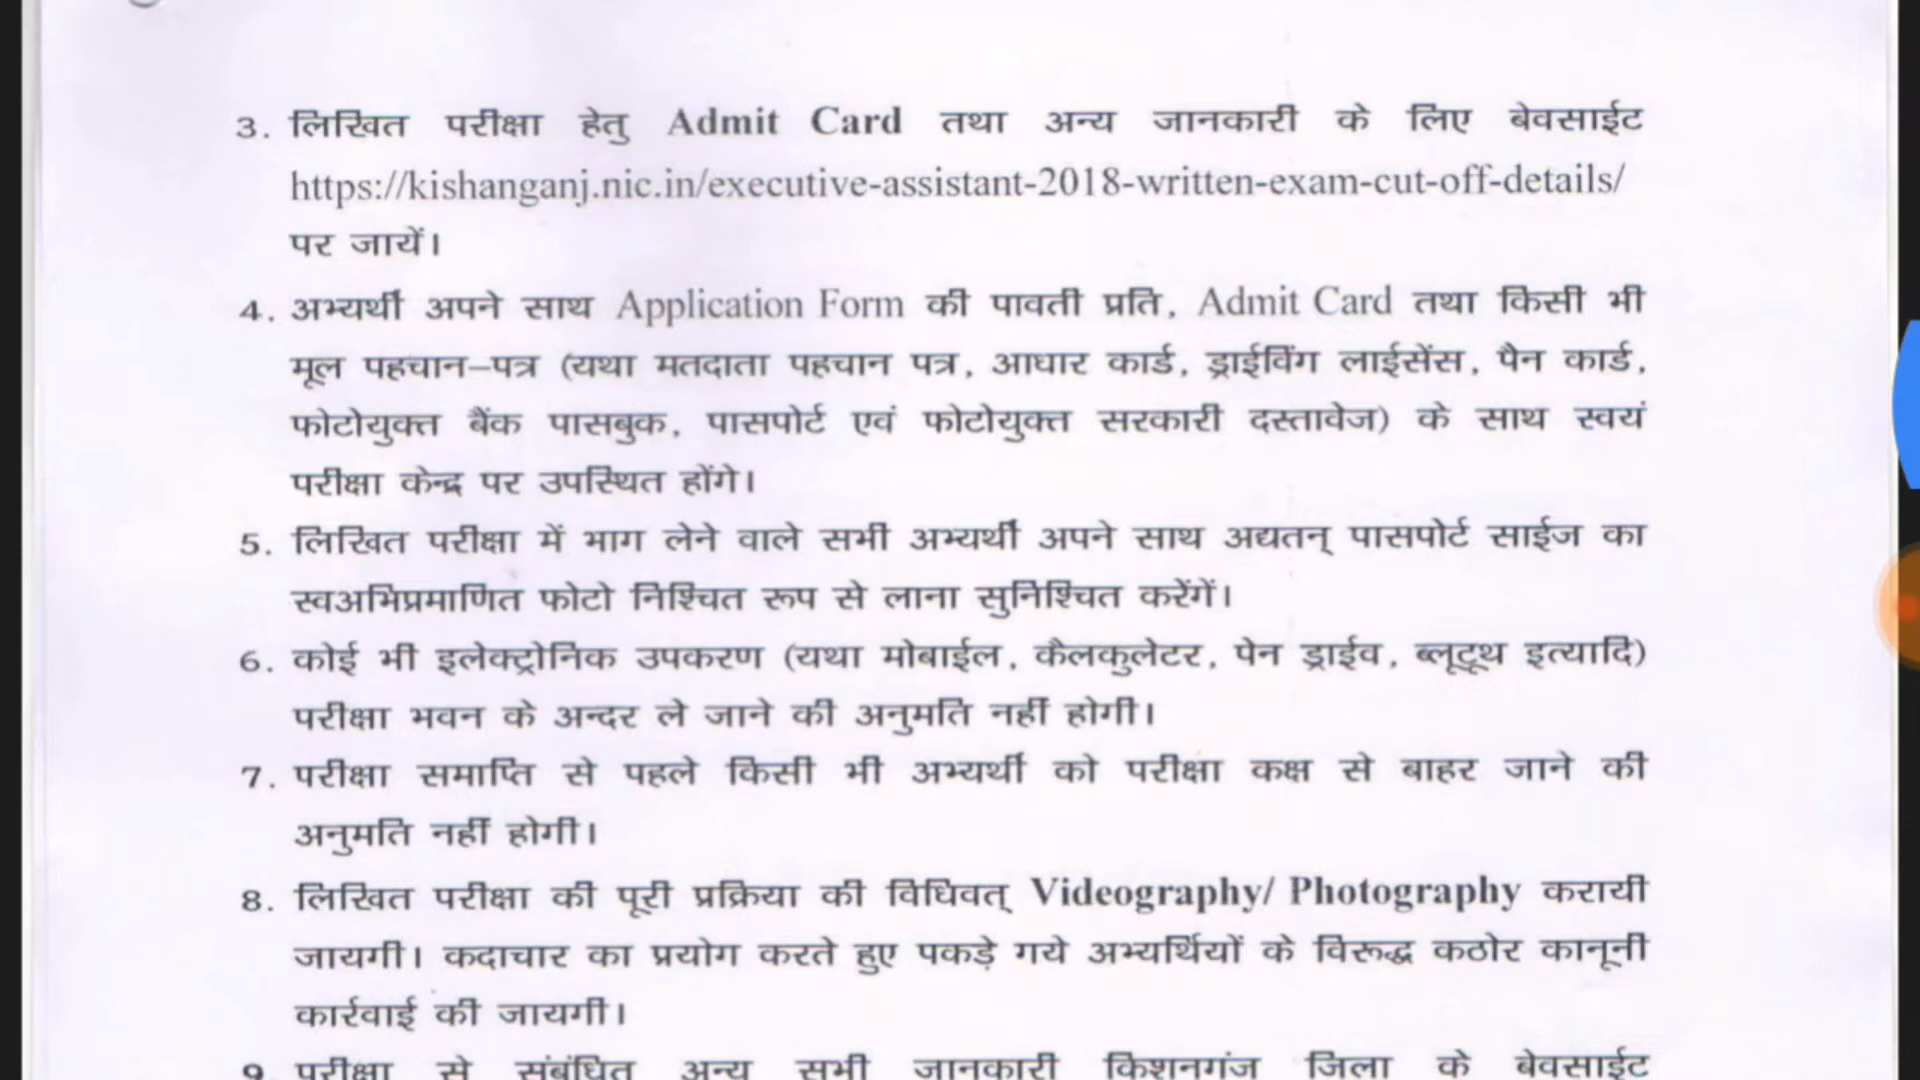 3. लिखित परीक्षा हेतु Admit Card तथा अन्य जानकारी के लिए बेवसाईट
https://kishanganj.nic.in/executive-assistant-2018-written-exam-cut-off-details/
पर जायें।
4. अभ्यर्थी अपने साथ Application Form की पावती प्रति, Admit Card तथा किसी भी
मूल पहचान–पत्र (यथा मतदाता पहचान पत्र, आधार कार्ड, ड्राईविंग लाईसेंस, पैन कार्ड,
फोटोयुक्त बैंक पासबुक, पासपोर्ट एवं फोटोयुक्त सरकारी दस्तावेज) के साथ स्वयं
परीक्षा केन्द्र पर उपस्थित होंगे।
5. लिखित परीक्षा में भाग लेने वाले सभी अभ्यर्थी अपने साथ अद्यतन् पासपोर्ट साईज का
स्वअभिप्रमाणित फोटो निश्चित रूप से लाना सुनिश्चित करेंगें।
6. कोई भी इलेक्ट्रोनिक उपकरण (यथा मोबाईल, कैलकुलेटर, पेन ड्राईव, ब्लूटूथ इत्यादि)
परीक्षा भवन के अन्दर ले जाने की अनुमति नहीं होगी।
7. परीक्षा समाप्ति से पहले किसी भी अभ्यर्थी को परीक्षा कक्ष से बाहर जाने की
अनुमति नहीं होगी।
8. लिखित परीक्षा की पूरी प्रक्रिया की विधिवत् Videography/ Photography करायी
जायगी। कदाचार का प्रयोग करते हुए पकड़े गये अभ्यर्थियों के विरूद्ध कठोर कानूनी
कार्रवाई की जायगी।
9. परीक्षा से संबंधित अन्य सभी जानकारी किशनगंज जिला के बेवसाईट